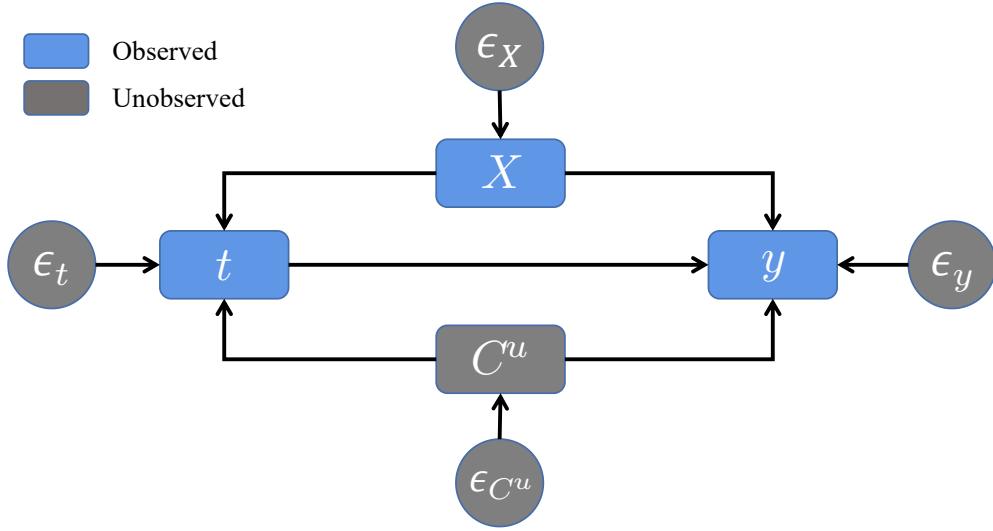 Observed
Unobserved
ϵ_X
X
ϵ_t
t
y
ϵ_y
C^u
ϵ_{C^u}